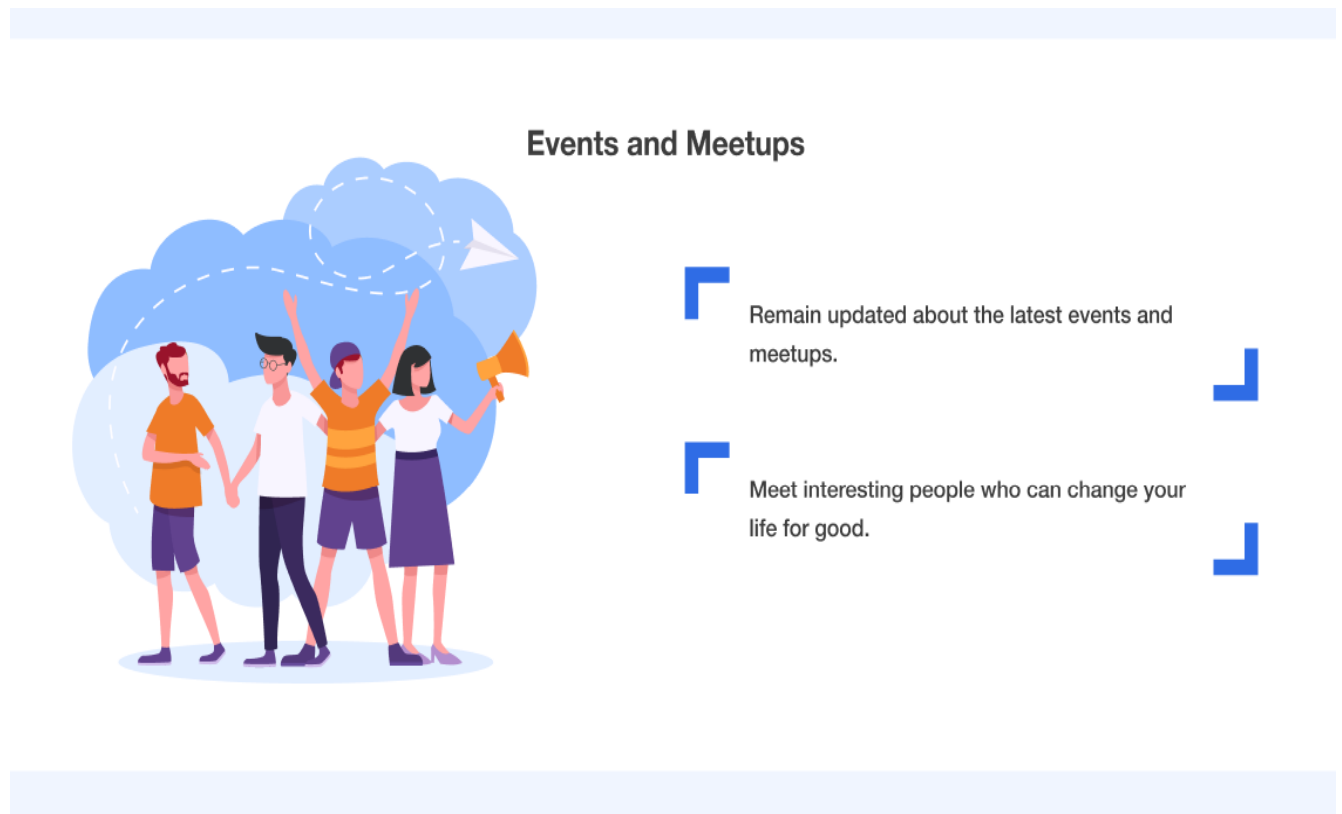 Events and Meetups
Remain updated about the latest events and
meetups.
Meet interesting people who can change your
life for good.